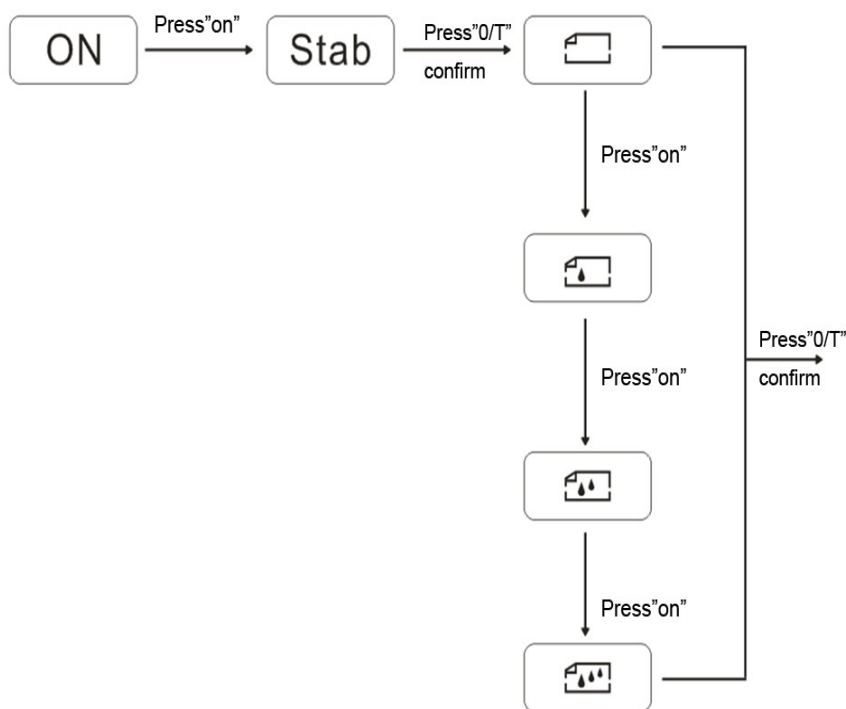 ON
Press”on”
Stab
Press”0/T”
confirm
Press”on”
Press”on”
Press”0/T”
confirm
Press”on”